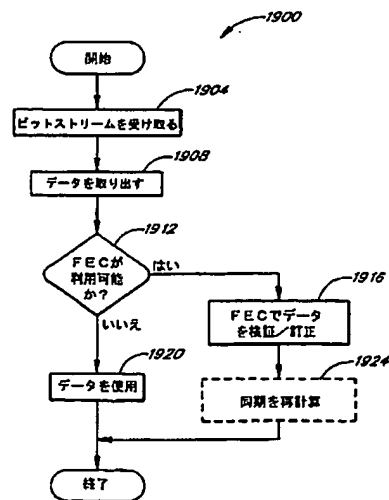 1900
開始
1904
ビットストリームを受け取る
1908
データを取り出す
1912
FECが
利用可能
か?
はい
いいえ
1916
FECでデータ
を検証/訂正
1920
データを使用
1924
同期を再計算
終了